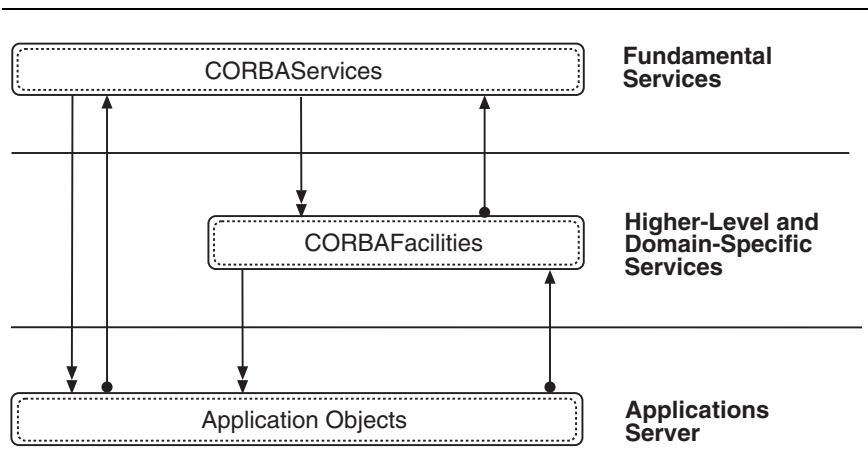 CORBAServices
Fundamental
Services
CORBAFacilities
Higher-Level and
Domain-Specific
Services
Application Objects
Applications
Server